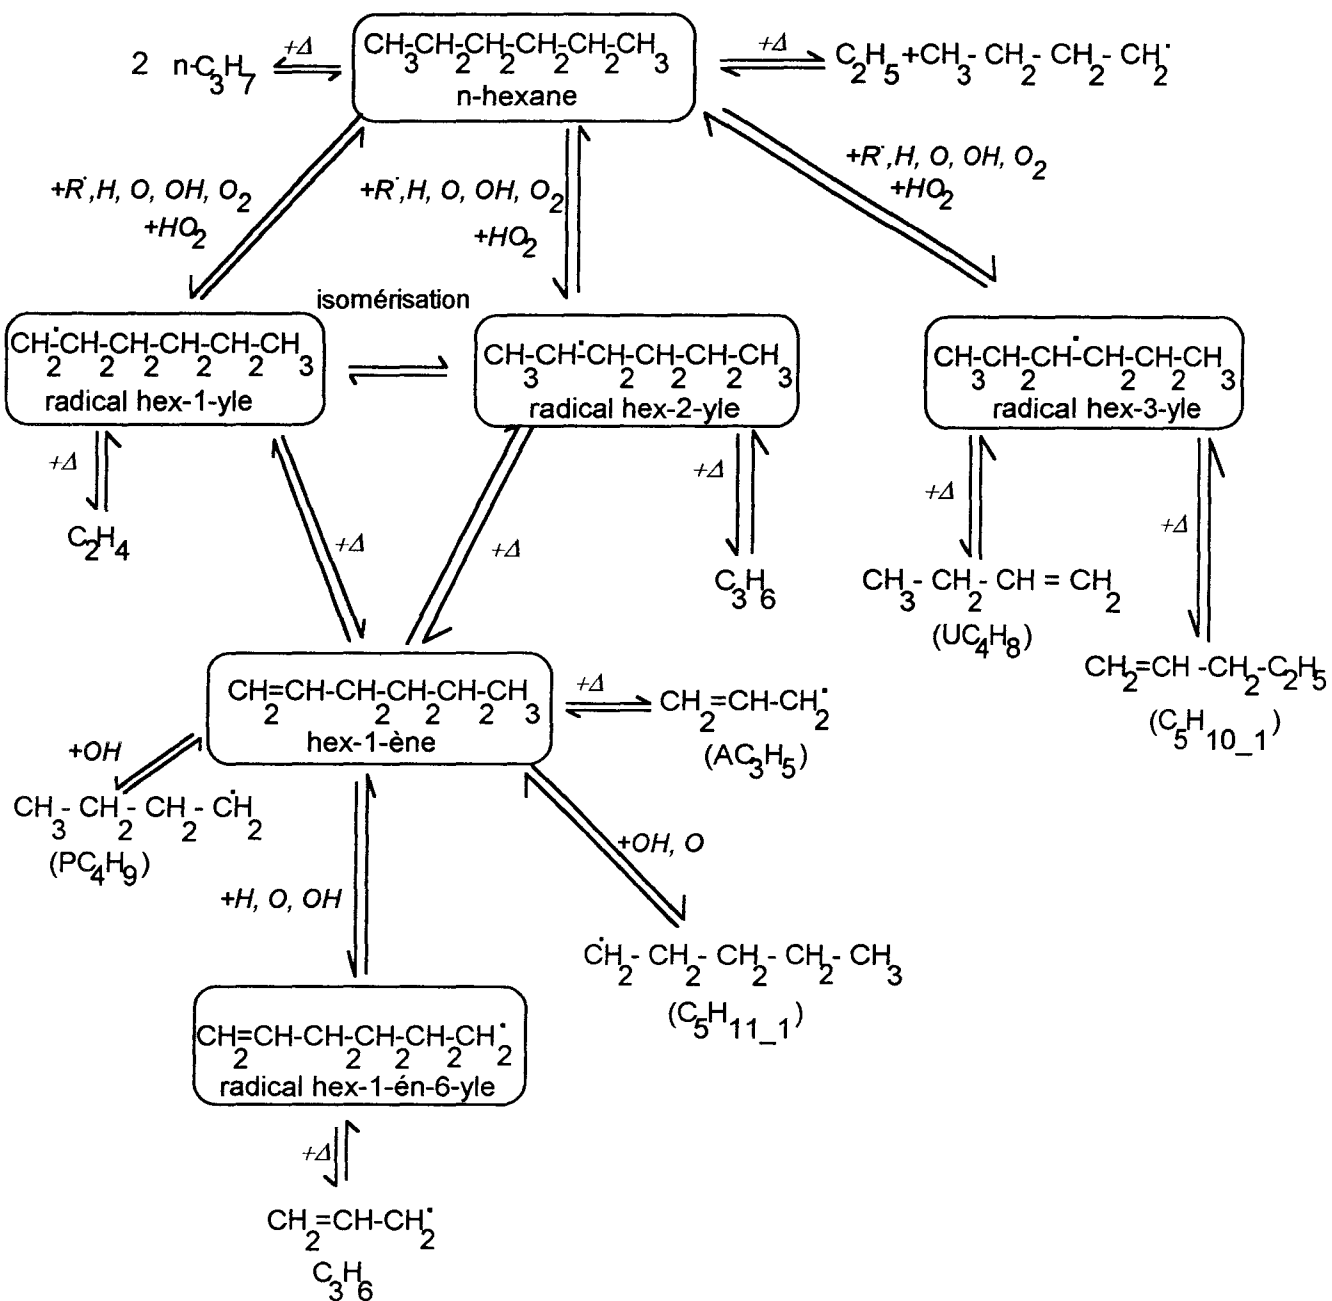 2 n-C3H7
+Δ
CH3-CH2-CH2-CH2-CH2-CH3
n-hexane
+Δ
C2H5+CH3-CH2-CH2-CH2˙
+R˙,H, O, OH, O2
+HO2
+R˙,H, O, OH, O2
+HO2
+R˙,H, O, OH, O2
+HO2
isomérisation
CH2˙-CH2-CH2-CH2-CH2-CH3
radical hex-1-yle
CH3-CH˙-CH2-CH2-CH2-CH3
radical hex-2-yle
CH3-CH2-CH˙-CH2-CH2-CH3
radical hex-3-yle
+Δ
+Δ
+Δ
+Δ
+Δ
+Δ
C2H4
C3H6
CH3-CH2-CH=CH2
(UC4H8)
CH2=CH-CH2-C2H5
(C5H10_1)
CH2=CH-CH2-CH2-CH2-CH3
hex-1-ène
+Δ
CH2=CH-CH2˙
(AC3H5)
+OH
CH3-CH2-CH2-C˙H2
(PC4H9)
+OH, O
+H, O, OH
C˙H2-CH2-CH2-CH2-CH3
(C5H11_1)
CH2=CH-CH2-CH2-CH2-CH2˙
radical hex-1-én-6-yle
+Δ
CH2=CH-CH2˙
C3H6